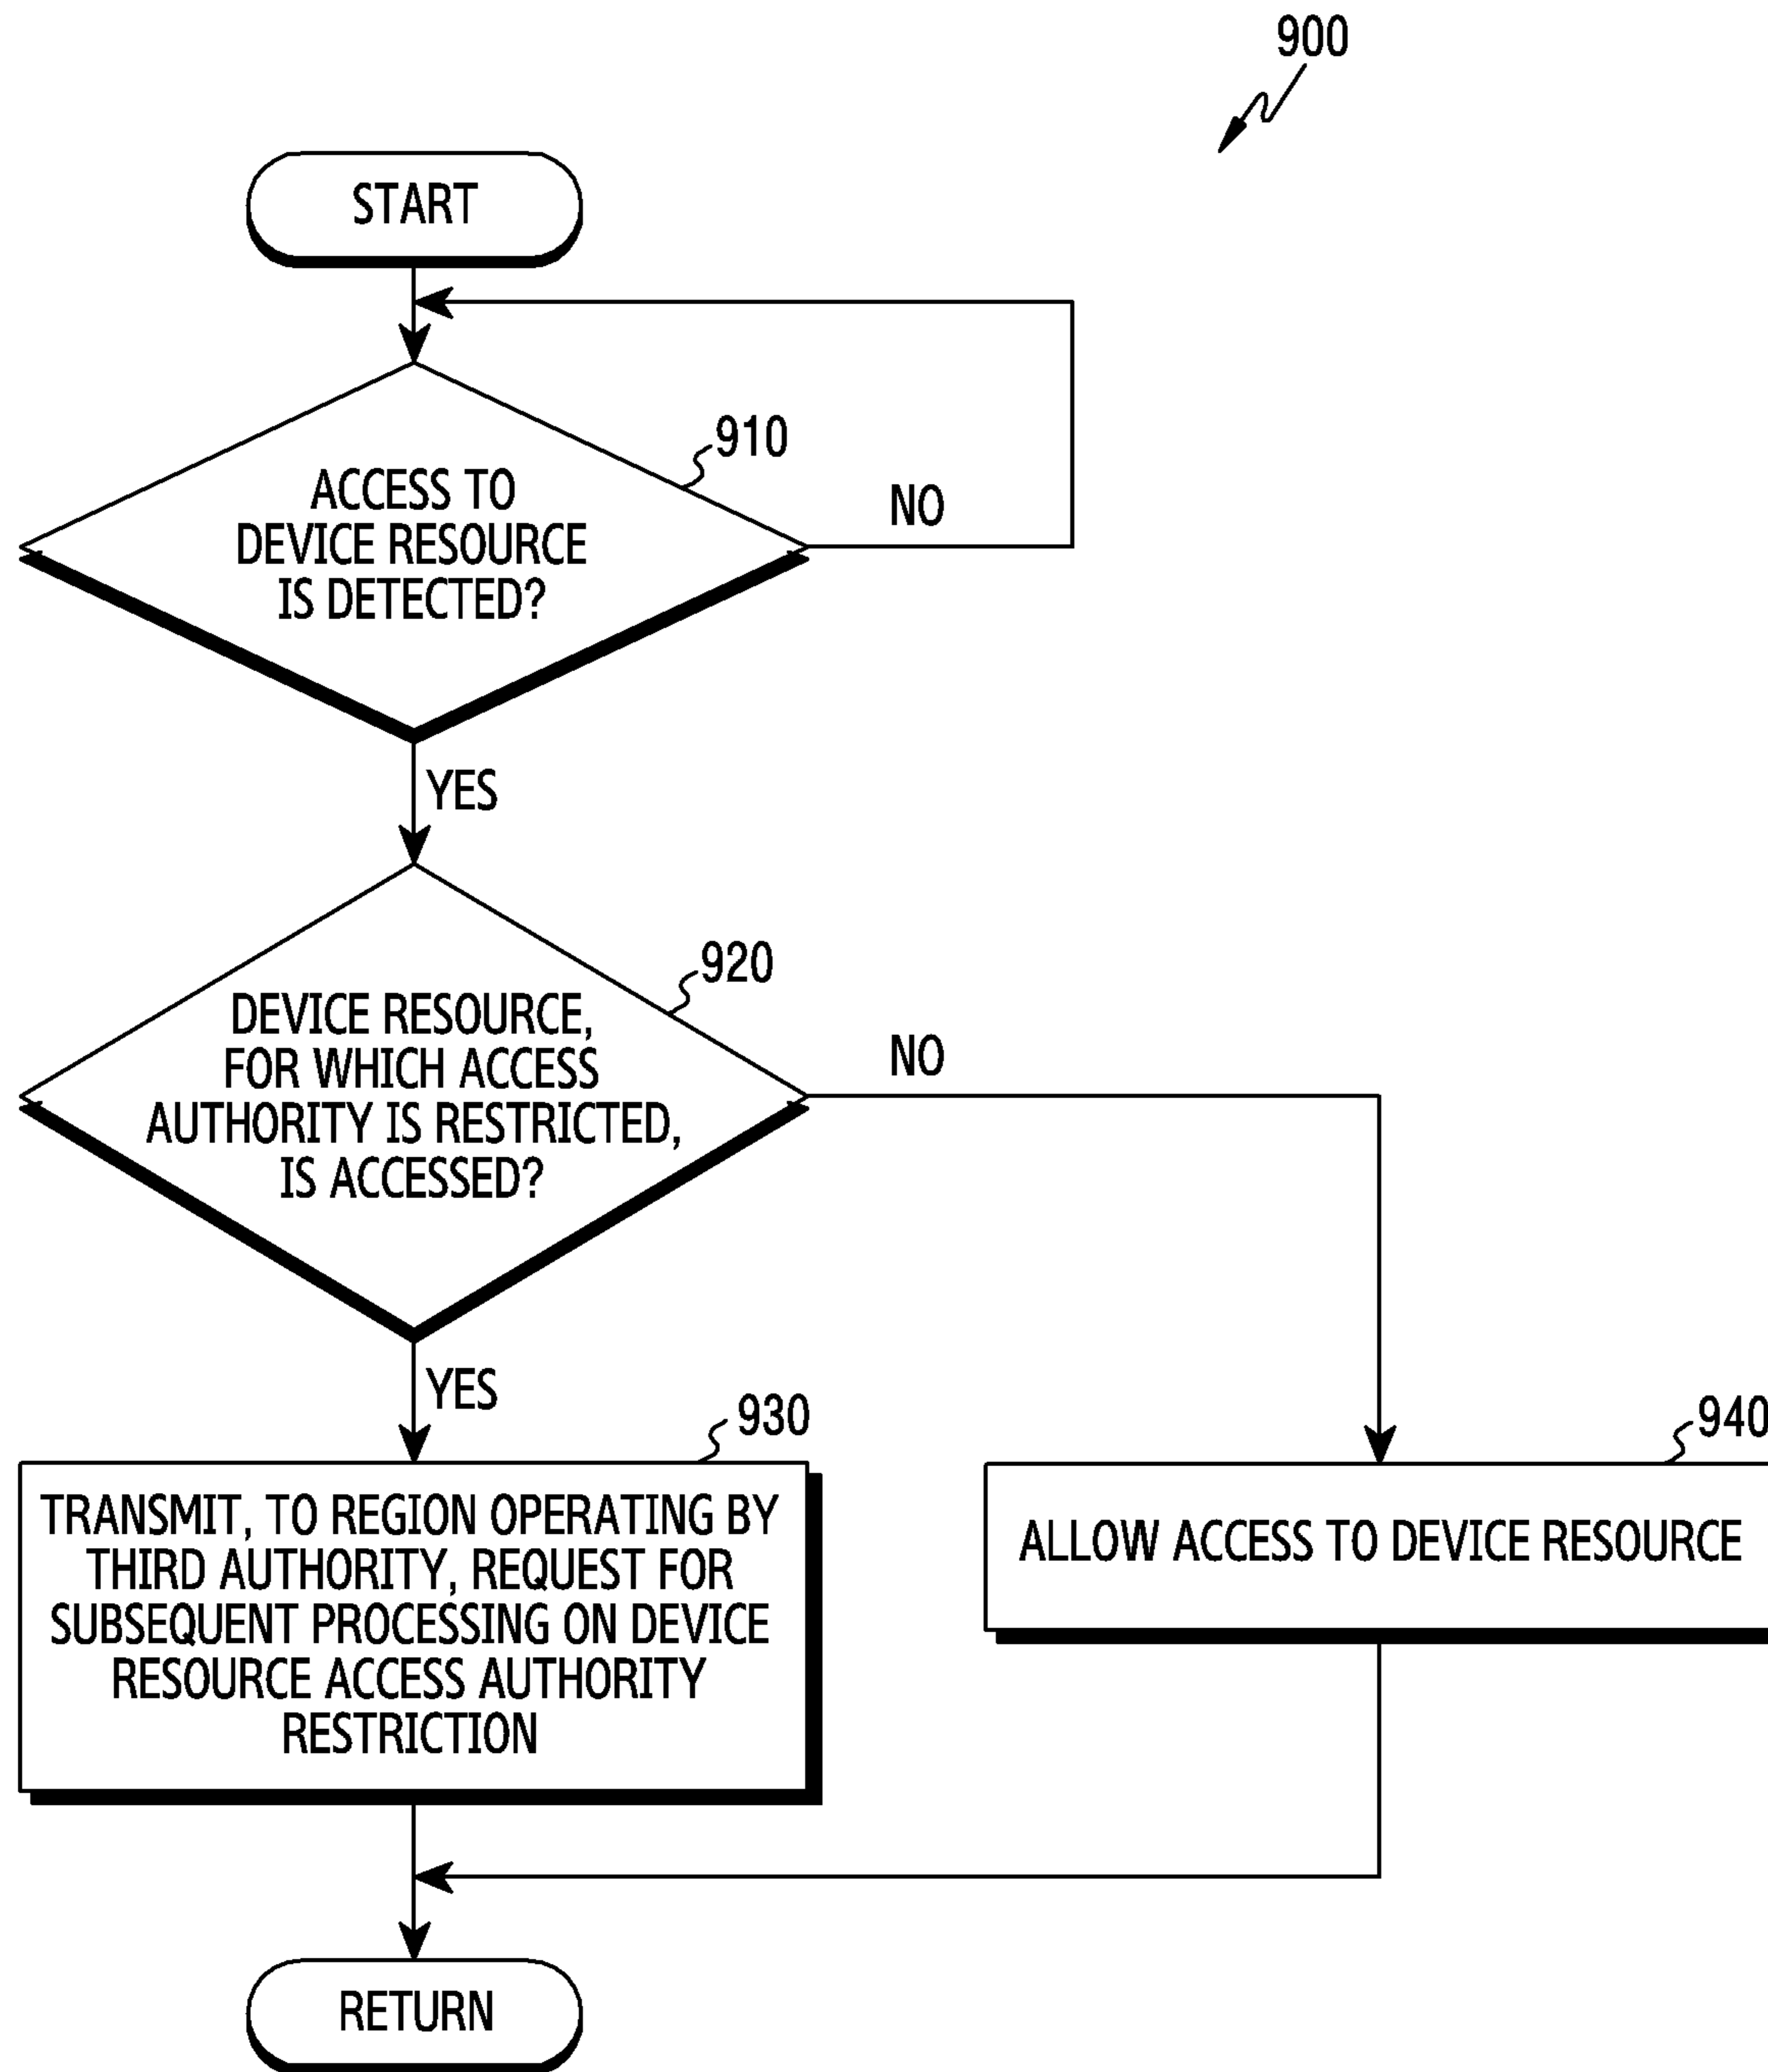 900
START
910
ACCESS TO
DEVICE RESOURCE
IS DETECTED?
NO
YES
920
DEVICE RESOURCE,
FOR WHICH ACCESS
AUTHORITY IS RESTRICTED,
IS ACCESSED?
NO
YES
930
TRANSMIT, TO REGION OPERATING BY
THIRD AUTHORITY, REQUEST FOR
SUBSEQUENT PROCESSING ON DEVICE
RESOURCE ACCESS AUTHORITY
RESTRICTION
940
ALLOW ACCESS TO DEVICE RESOURCE
RETURN